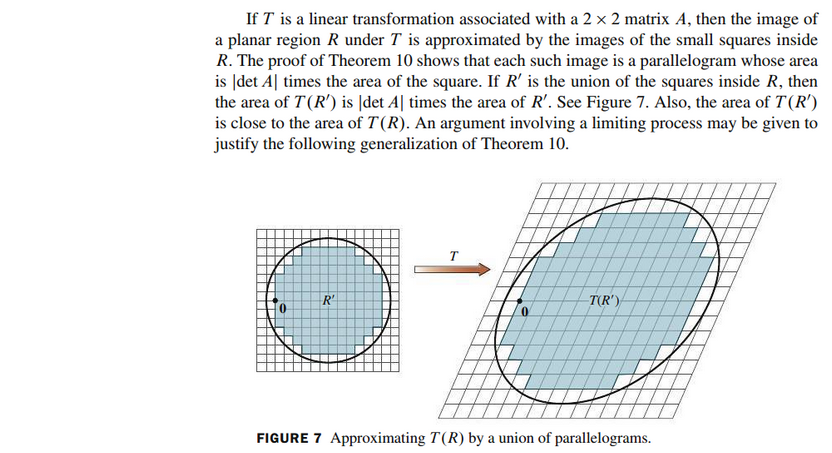 If T is a linear transformation associated with a 2 × 2 matrix A, then the image of
a planar region R under T is approximated by the images of the small squares inside
R. The proof of Theorem 10 shows that each such image is a parallelogram whose area
is |det A| times the area of the square. If R′ is the union of the squares inside R, then
the area of T(R′) is |det A| times the area of R′. See Figure 7. Also, the area of T(R′)
is close to the area of T(R). An argument involving a limiting process may be given to
justify the following generalization of Theorem 10.
T
R′
0
T(R′)
0
FIGURE 7 Approximating T(R) by a union of parallelograms.